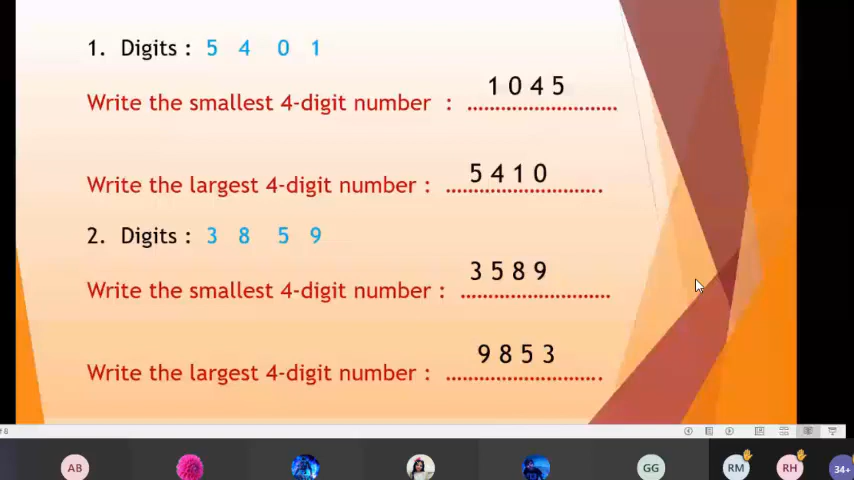 1. Digits : 5 4 0 1
Write the smallest 4-digit number : 1 0 4 5
Write the largest 4-digit number : 5 4 1 0
2. Digits : 3 8 5 9
Write the smallest 4-digit number : 3 5 8 9
Write the largest 4-digit number : 9 8 5 3
AB GG RM RH 34+